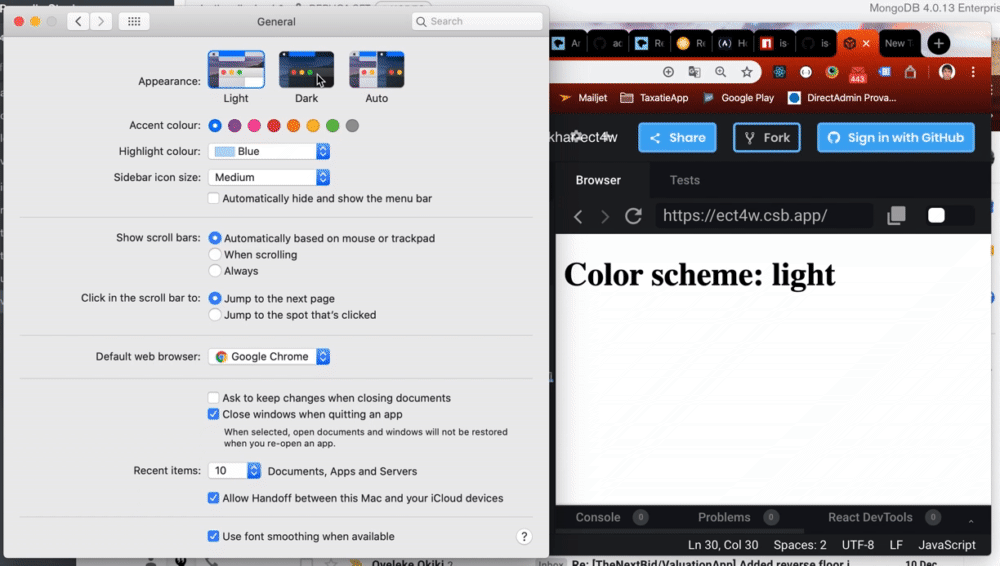 General
Search
MongoDB 4.0.13 Enterpris
Appearance:
Light
Dark
Auto
Accent colour:
Highlight colour:
Blue
Sidebar icon size:
Medium
Automatically hide and show the menu bar
Show scroll bars:
Automatically based on mouse or trackpad
When scrolling
Always
Click in the scroll bar to:
Jump to the next page
Jump to the spot that's clicked
Default web browser:
Google Chrome
Ask to keep changes when closing documents
Close windows when quitting an app
When selected, open documents and windows will not be restored
when you re-open an app.
Recent items:
10
Documents, Apps and Servers
Allow Handoff between this Mac and your iCloud devices
Use font smoothing when available
?
Ar
ac
Re
Re
H
is
is
New T
443
Mailjet
TaxatieApp
Google Play
DirectAdmin Prova...
ect4w
Share
Fork
Sign in with GitHub
Browser
Tests
https://ect4w.csb.app/
Color scheme: light
Console
0
Problems
0
React DevTools
0
Ln 30, Col 30
Spaces: 2
UTF-8
LF
JavaScript
Oyeleke Okiki 2
Inbox
Re: [TheNextBid/ValuationApp] Added reverse floor i
10 Dec